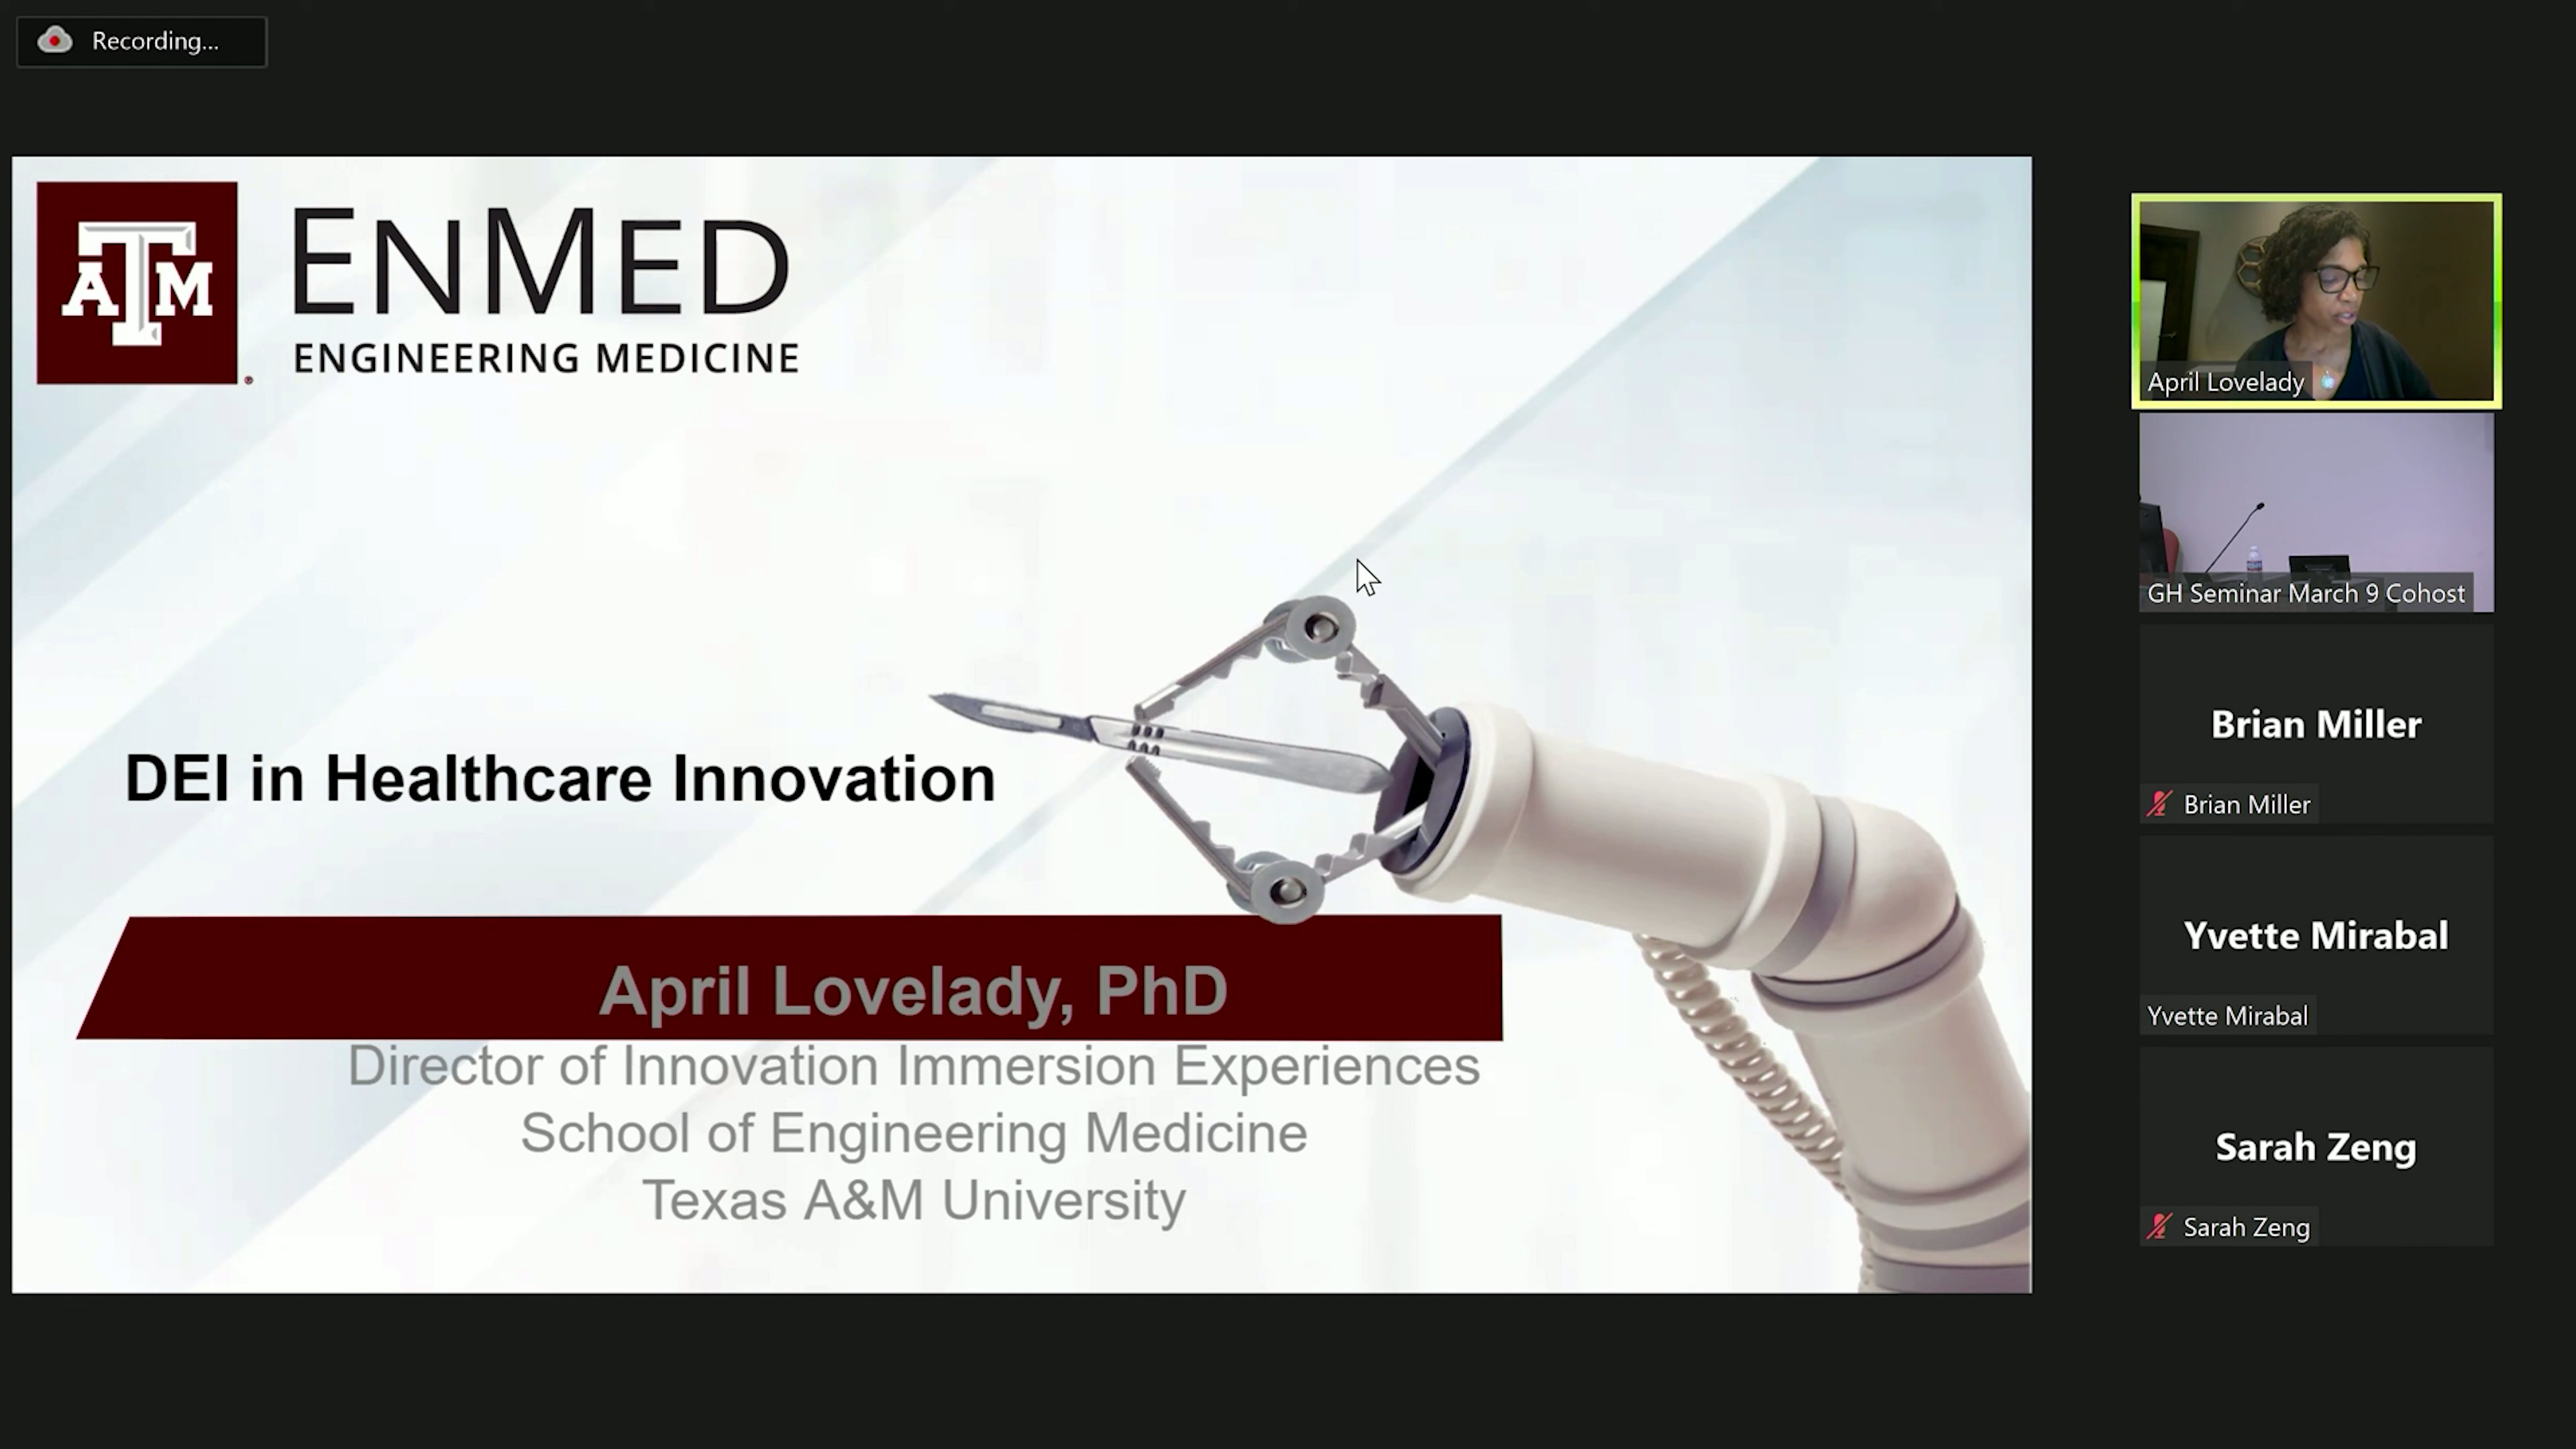 Recording...
ATM
ENMED
ENGINEERING MEDICINE
DEI in Healthcare Innovation
April Lovelady, PhD
Director of Innovation Immersion Experiences
School of Engineering Medicine
Texas A&M University
April Lovelady
GH Seminar March 9 Cohost
Brian Miller
Brian Miller
Yvette Mirabal
Yvette Mirabal
Sarah Zeng
Sarah Zeng